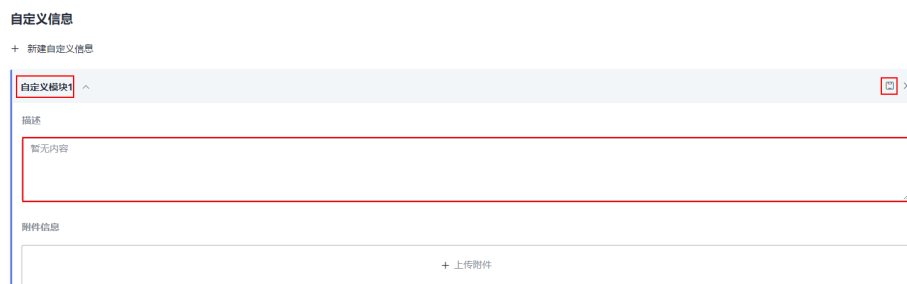 自定义信息
+ 新建自定义信息
自定义模块1
描述
暂无内容
附件信息
+ 上传附件